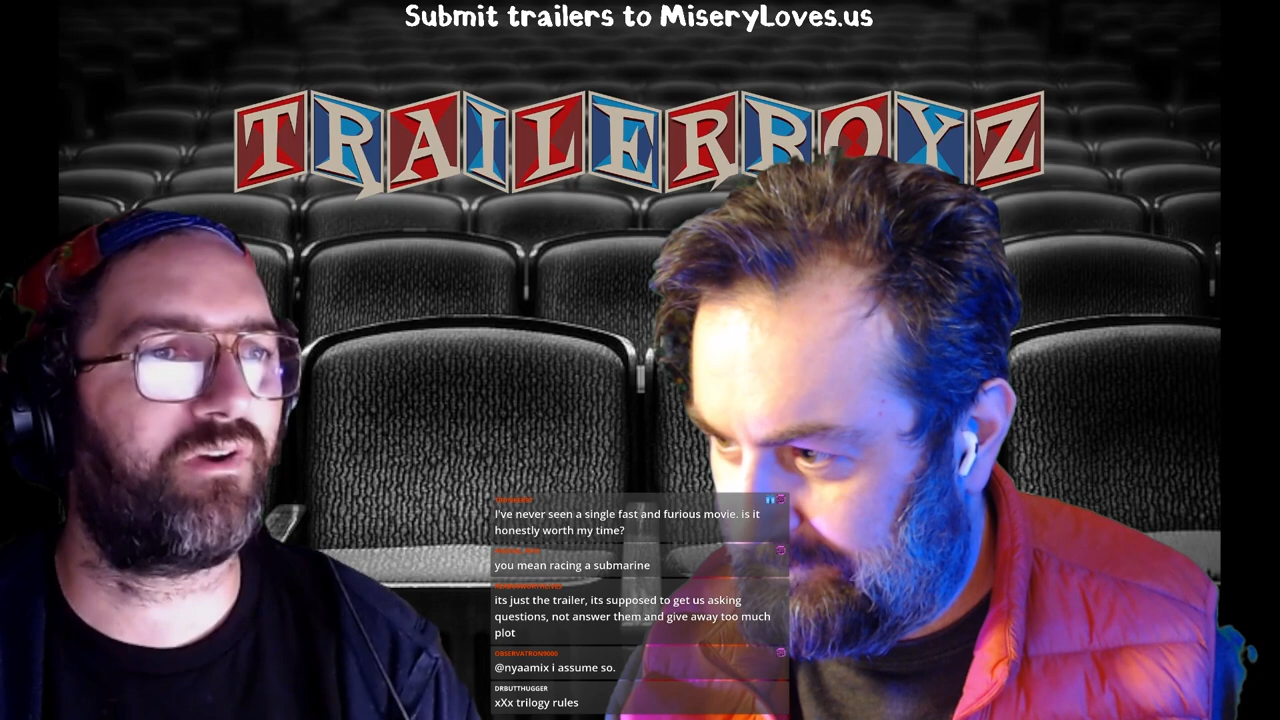 Submit trailers to MiseryLoves.us
TRAILERBOYZ
I've never seen a single fast and furious movie. is it
honestly worth my time?
you mean racing a submarine
its just the trailer, its supposed to get us asking
questions, not answer them and give away too much
plot
OBSERVATRON9000
@nyaamix i assume so.
DRBUTTHUGGER
xXx trilogy rules